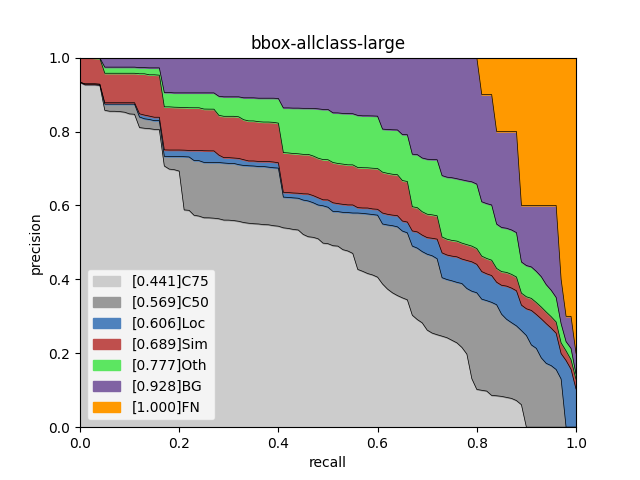 bbox-allclass-large
precision
1.0
0.8
0.6
0.4
0.2
0.0
[0.441]C75
[0.569]C50
[0.606]Loc
[0.689]Sim
[0.777]Oth
[0.928]BG
[1.000]FN
0.0 0.2 0.4 0.6 0.8 1.0
recall